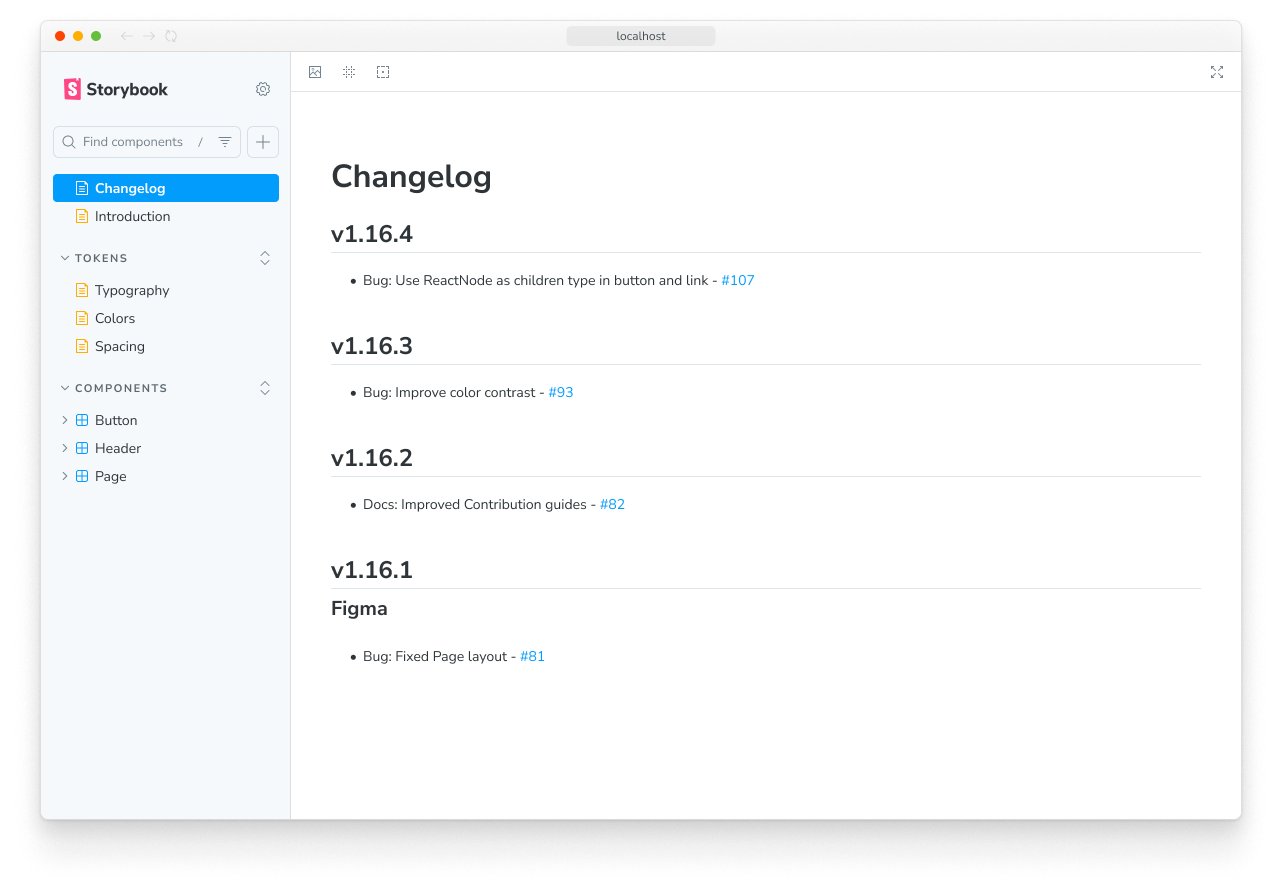 localhost
Storybook
Find components /
Changelog
Introduction
TOKENS
Typography
Colors
Spacing
COMPONENTS
Button
Header
Page
Changelog
v1.16.4
• Bug: Use ReactNode as children type in button and link - #107
v1.16.3
• Bug: Improve color contrast - #93
v1.16.2
• Docs: Improved Contribution guides - #82
v1.16.1
Figma
• Bug: Fixed Page layout - #81